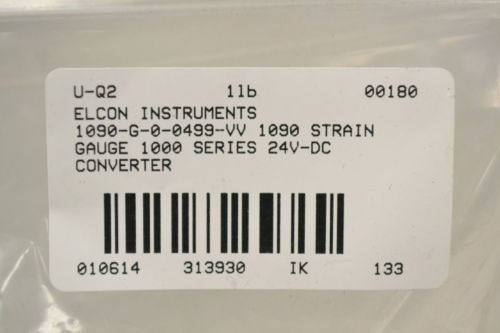 U-Q2 1lb 00180
ELCON INSTRUMENTS
1090-G-0-0499-VV 1090 STRAIN
GAUGE 1000 SERIES 24V-DC
CONVERTER
010614 313930 IK 133